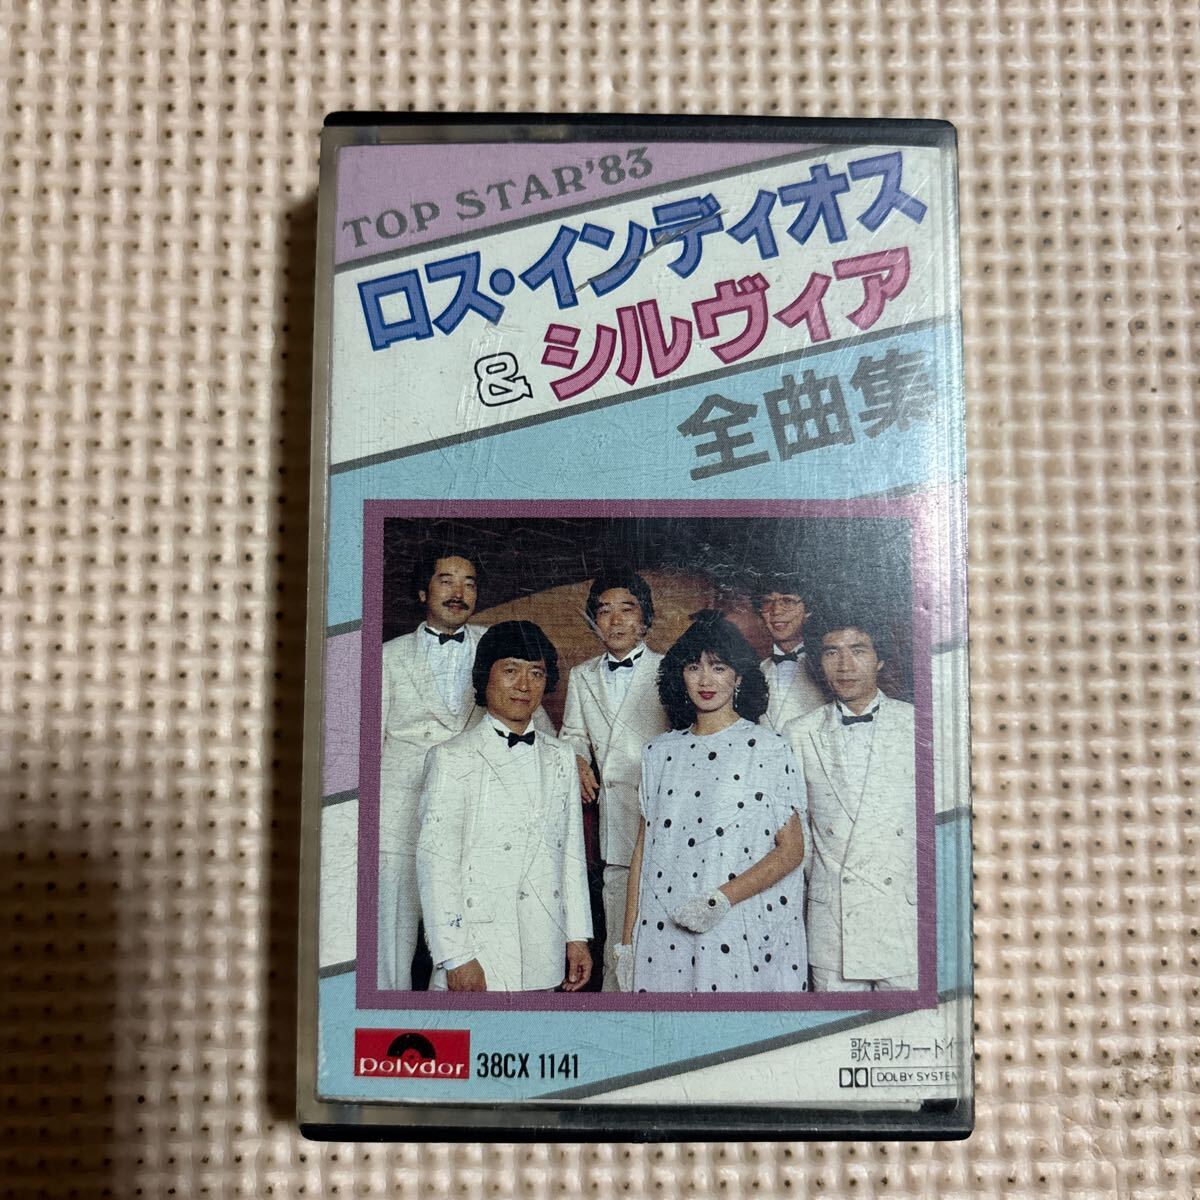 TOP STAR'83
ロス・インディオス
&シルヴィア
全曲集
polydor 38CX 1141
歌詞カード付
DOLBY SYSTEM